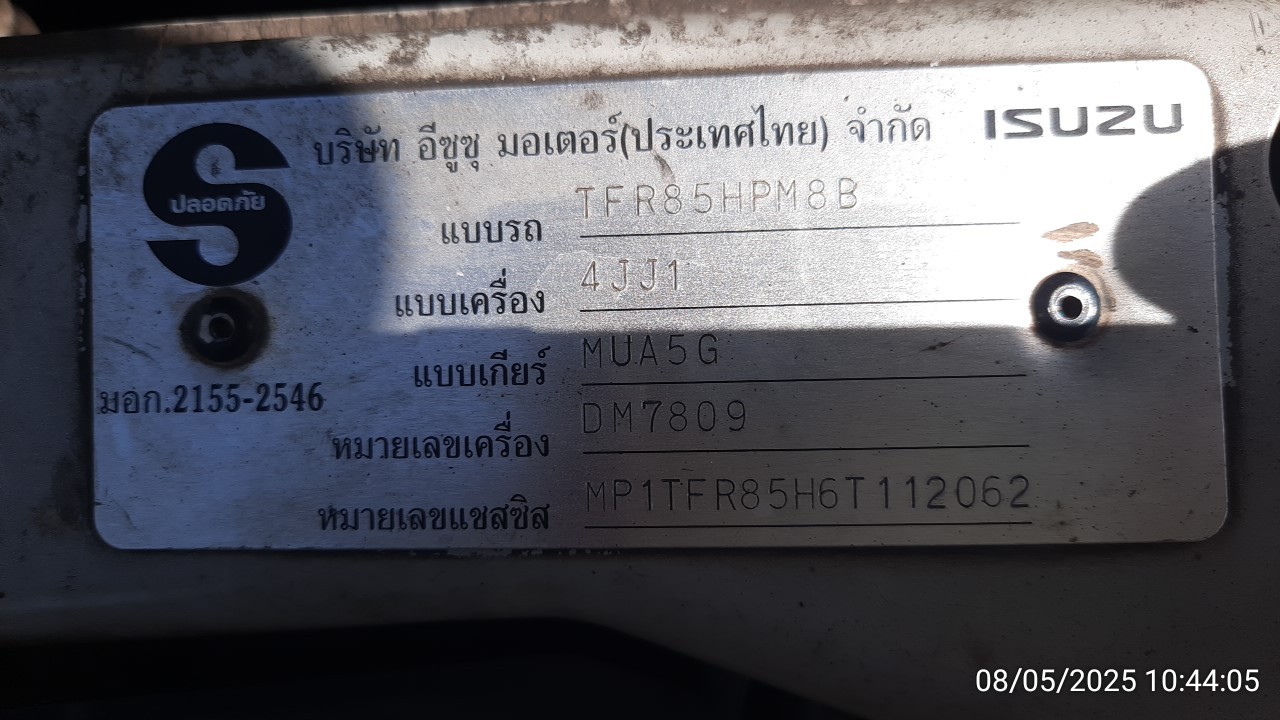 บริษัท อีซูซุ มอเตอร์(ประเทศไทย) จำกัด ISUZU
ปลอดภัย
แบบรถ TFR85HPM8B
แบบเครื่อง 4JJ1
แบบเกียร์ MUA5G
มอก.2155-2546
หมายเลขเครื่อง DM7809
หมายเลขแชสซิส MP1TFR85H6T112062
08/05/2025 10:44:05